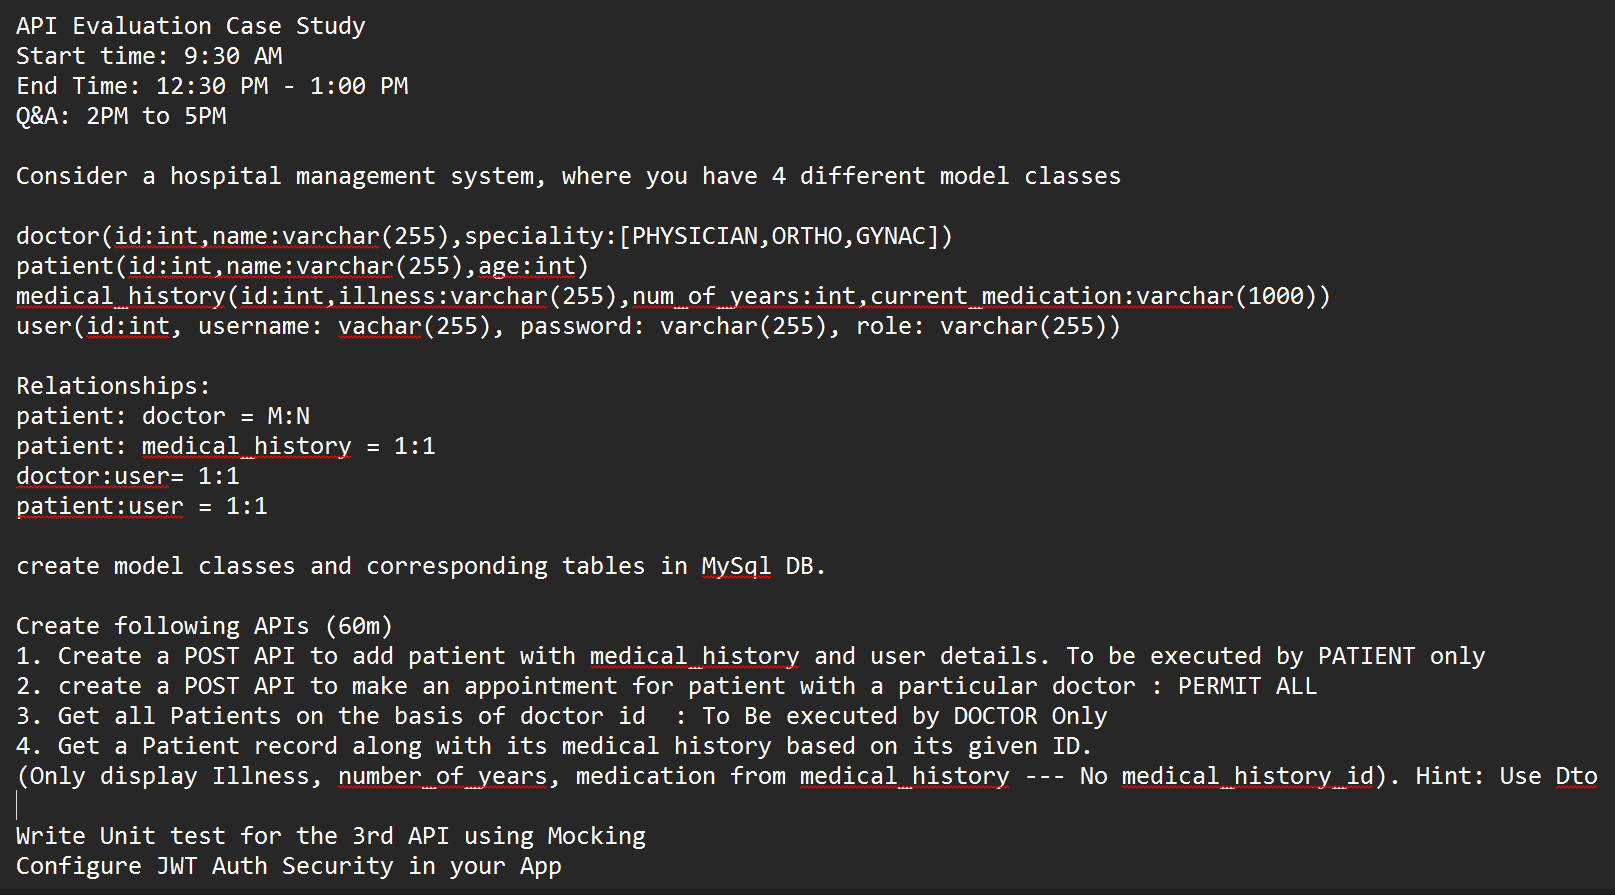 API Evaluation Case Study
Start time: 9:30 AM
End Time: 12:30 PM - 1:00 PM
Q&A: 2PM to 5PM
Consider a hospital management system, where you have 4 different model classes
doctor(id:int,name:varchar(255),speciality:[PHYSICIAN,ORTHO,GYNAC])
patient(id:int,name:varchar(255),age:int)
medical_history(id:int,illness:varchar(255),num_of_years:int,current_medication:varchar(1000))
user(id:int, username: vachar(255), password: varchar(255), role: varchar(255))
Relationships:
patient: doctor = M:N
patient: medical_history = 1:1
doctor:user= 1:1
patient:user = 1:1
create model classes and corresponding tables in MySql DB.
Create following APIs (60m)
1. Create a POST API to add patient with medical_history and user details. To be executed by PATIENT only
2. create a POST API to make an appointment for patient with a particular doctor : PERMIT ALL
3. Get all Patients on the basis of doctor id  : To Be executed by DOCTOR Only
4. Get a Patient record along with its medical history based on its given ID.
(Only display Illness, number_of_years, medication from medical_history --- No medical_history_id). Hint: Use Dto
Write Unit test for the 3rd API using Mocking
Configure JWT Auth Security in your App